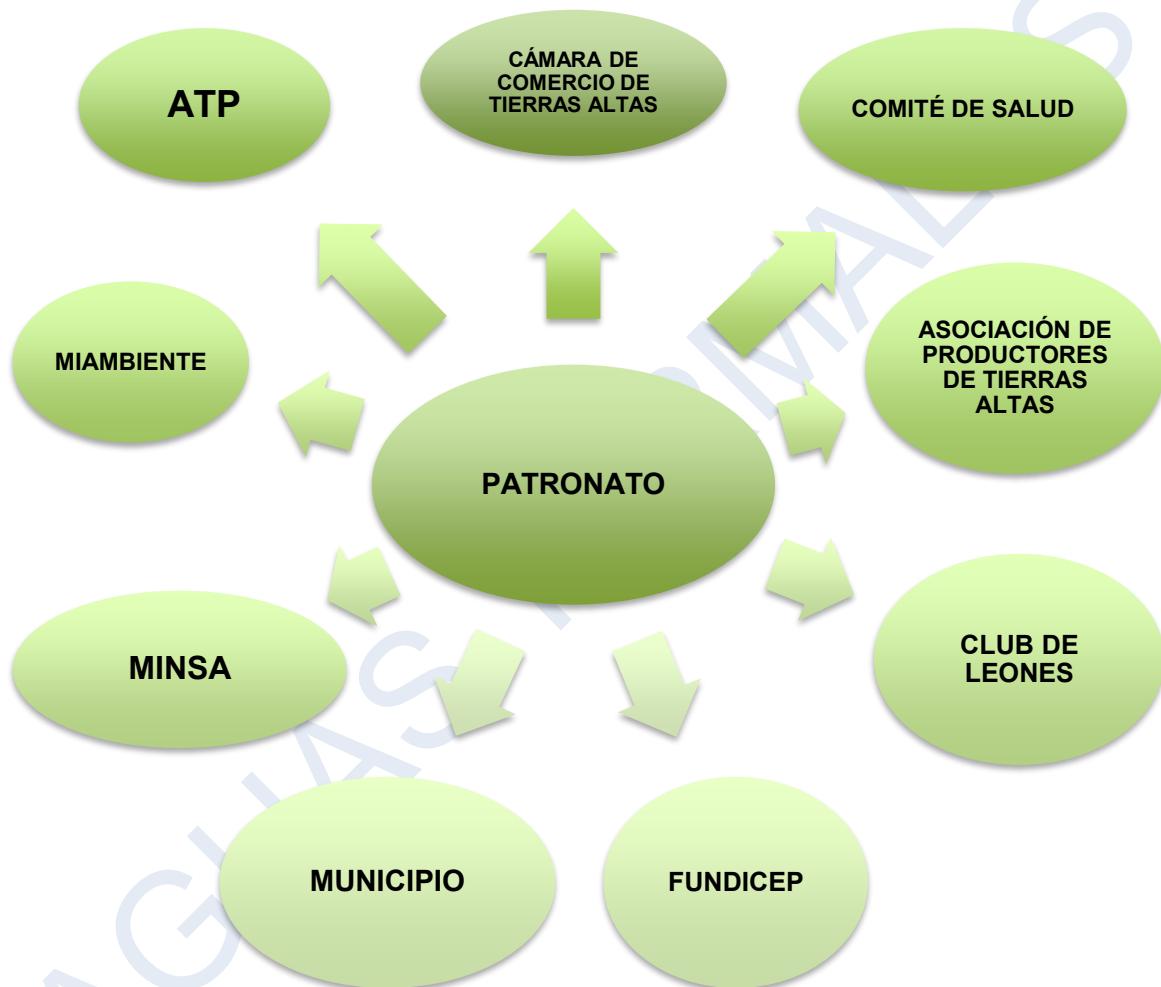 ATP
CÁMARA DE
COMERCIO DE
TIERRAS ALTAS
COMITÉ DE SALUD
MIAMBIENTE
ASOCIACIÓN DE
PRODUCTORES
DE TIERRAS
ALTAS
PATRONATO
MINSA
CLUB DE
LEONES
MUNICIPIO
FUNDICEP